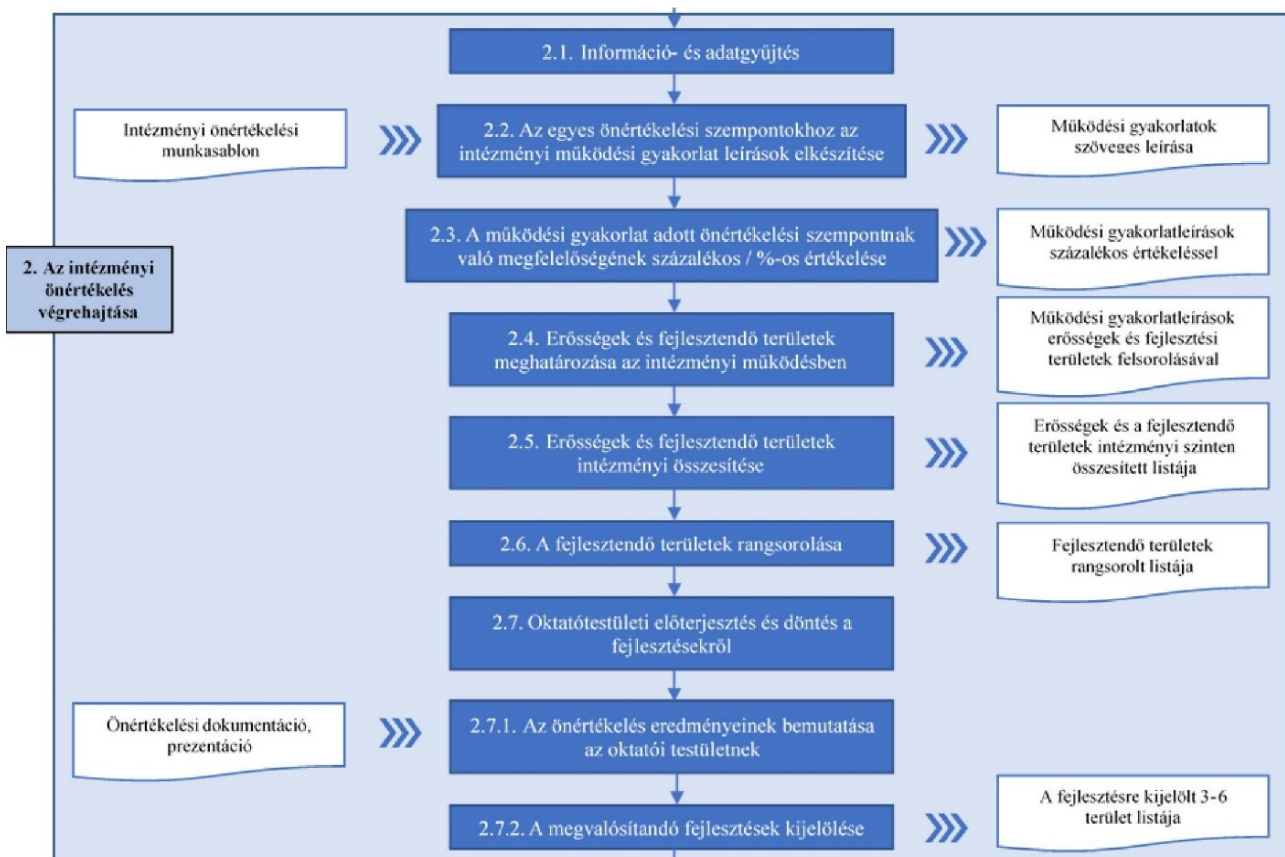 2.1. Információ- és adatgyűjtés
Intézményi önértékelési
munkasablon
2.2. Az egyes önértékelési szempontokhoz az
intézményi működési gyakorlat leírások elkészítése
Működési gyakorlatok
szöveges leírása
2.3. A működési gyakorlat adott önértékelési szempontnak
való megfelelőségének százalékos / %-os értékelése
Működési gyakorlatleírások
százalékos értékeléssel
2. Az intézményi
önértékelés
végrehajtása
2.4. Erősségek és fejlesztendő területek
meghatározása az intézményi működésben
Működési gyakorlatleírások
erősségek és fejlesztési
területek felsorolásával
2.5. Erősségek és fejlesztendő területek
intézményi összesítése
Erősségek és a fejlesztendő
területek intézményi szinten
összesített listája
2.6. A fejlesztendő területek rangsorolása
Fejlesztendő területek
rangsorolt listája
2.7. Oktatótestületi előterjesztés és döntés a
fejlesztésekről
Önértékelési dokumentáció,
prezentáció
2.7.1. Az önértékelés eredményeinek bemutatása
az oktatói testületnek
2.7.2. A megvalósítandó fejlesztések kijelölése
A fejlesztésre kijelölt 3-6
terület listája